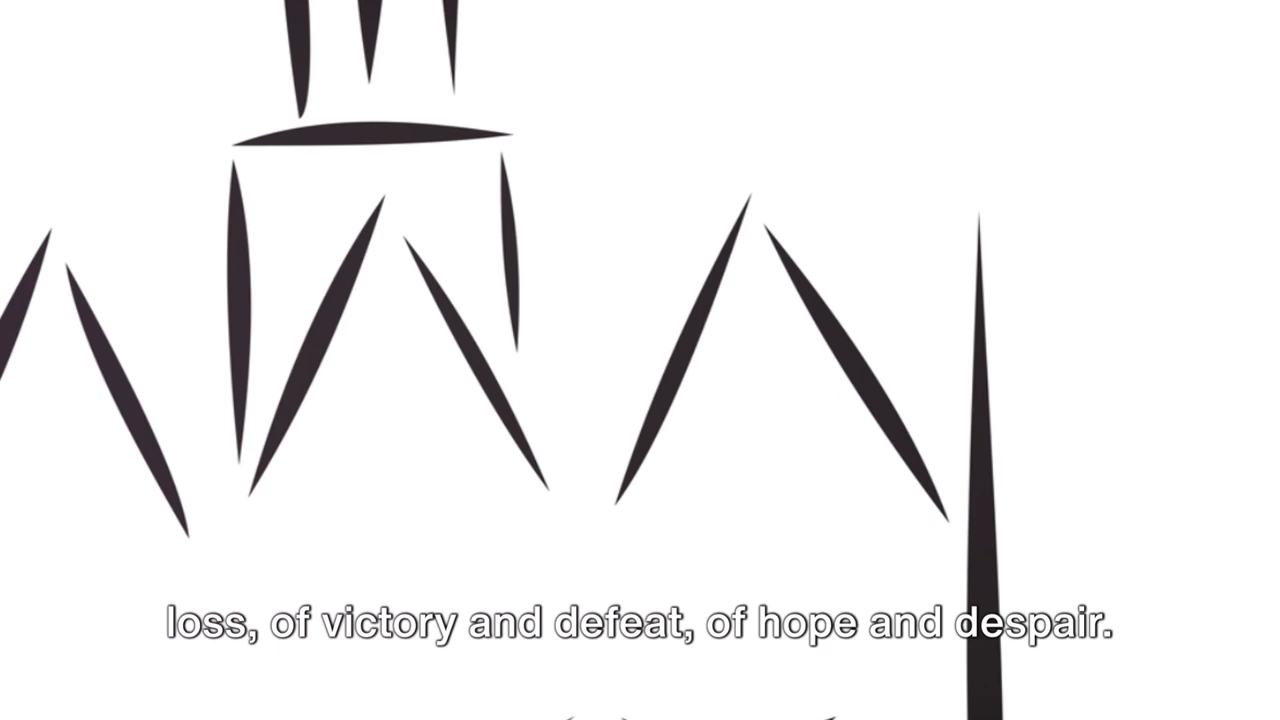 loss, of victory and defeat, of hope and despair.